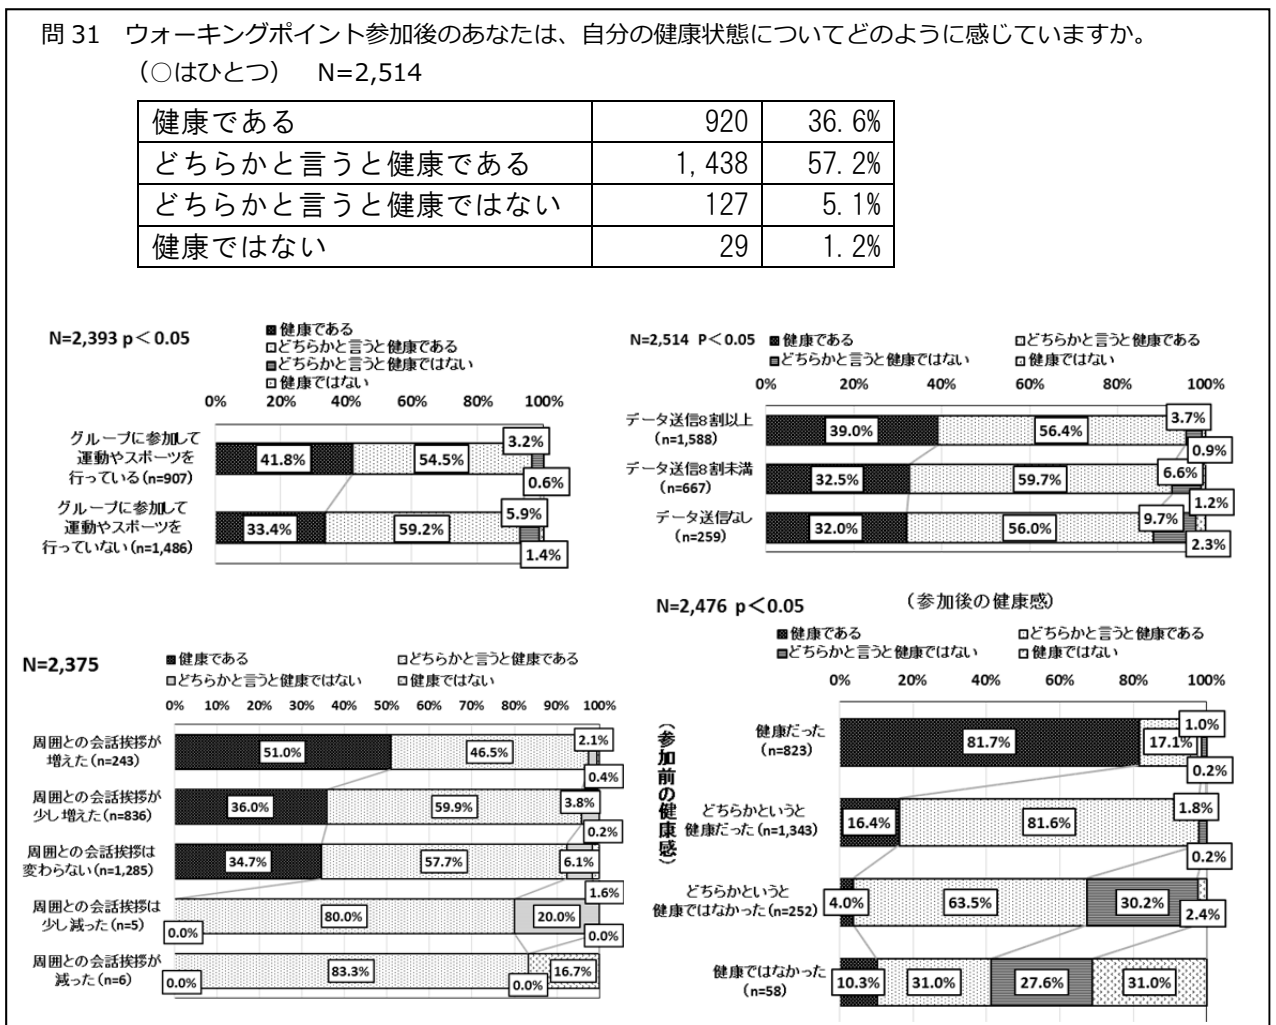 問 31　ウォーキングポイント参加後のあなたは、自分の健康状態についてどのように感じていますか。
（○はひとつ）　N=2,514
健康である 920 36.6%
どちらかと言うと健康である 1,438 57.2%
どちらかと言うと健康ではない 127 5.1%
健康ではない 29 1.2%
N=2,393 p＜0.05
健康である
どちらかと言うと健康である
どちらかと言うと健康ではない
健康ではない
0% 20% 40% 60% 80% 100%
グループに参加して
運動やスポーツを
行っている(n=907)
41.8% 54.5% 3.2% 0.6%
グループに参加して
運動やスポーツを
行っていない(n=1,486)
33.4% 59.2% 5.9% 1.4%
N=2,514 P＜0.05
健康である どちらかと言うと健康である
どちらかと言うと健康ではない 健康ではない
0% 20% 40% 60% 80% 100%
データ送信8割以上
(n=1,588)
39.0% 56.4% 3.7% 0.9%
データ送信8割未満
(n=667)
32.5% 59.7% 6.6% 1.2%
データ送信なし
(n=259)
32.0% 56.0% 9.7% 2.3%
N=2,375
健康である どちらかと言うと健康である
どちらかと言うと健康ではない 健康ではない
0% 10% 20% 30% 40% 50% 60% 70% 80% 90% 100%
周囲との会話挨拶が
増えた(n=243)
51.0% 46.5% 2.1% 0.4%
周囲との会話挨拶が
少し増えた(n=836)
36.0% 59.9% 3.8% 0.2%
周囲との会話挨拶は
変わらない(n=1,285)
34.7% 57.7% 6.1% 1.6%
周囲との会話挨拶は
少し減った(n=5)
0.0% 80.0% 20.0% 0.0%
周囲との会話挨拶が
減った(n=6)
0.0% 83.3% 0.0% 16.7%
N=2,476 p＜0.05
（参加後の健康感）
健康である どちらかと言うと健康である
どちらかと言うと健康ではない 健康ではない
0% 20% 40% 60% 80% 100%
（参加前の健康感）
健康だった
(n=823)
81.7% 17.1% 1.0% 0.2%
どちらかというと
健康だった(n=1,343)
16.4% 81.6% 1.8% 0.2%
どちらかというと
健康ではなかった(n=252)
4.0% 63.5% 30.2% 2.4%
健康ではなかった
(n=58)
10.3% 31.0% 27.6% 31.0%